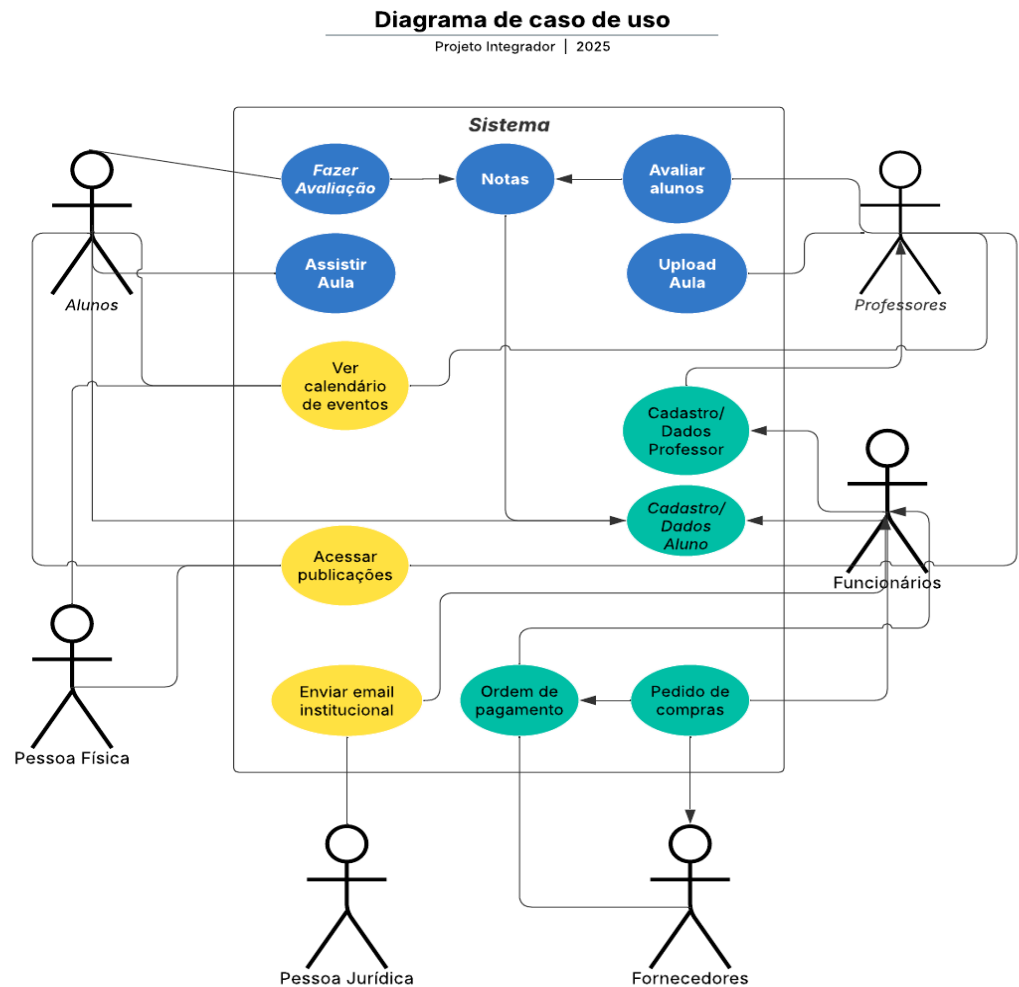 Diagrama de caso de uso
Projeto Integrador | 2025
Sistema
Fazer
Avaliação
Notas
Avaliar
alunos
Assistir
Aula
Upload
Aula
Alunos
Professores
Ver
calendário
de eventos
Cadastro/
Dados
Professor
Cadastro/
Dados
Aluno
Acessar
publicações
Funcionários
Enviar email
institucional
Ordem de
pagamento
Pedido de
compras
Pessoa Física
Pessoa Jurídica
Fornecedores